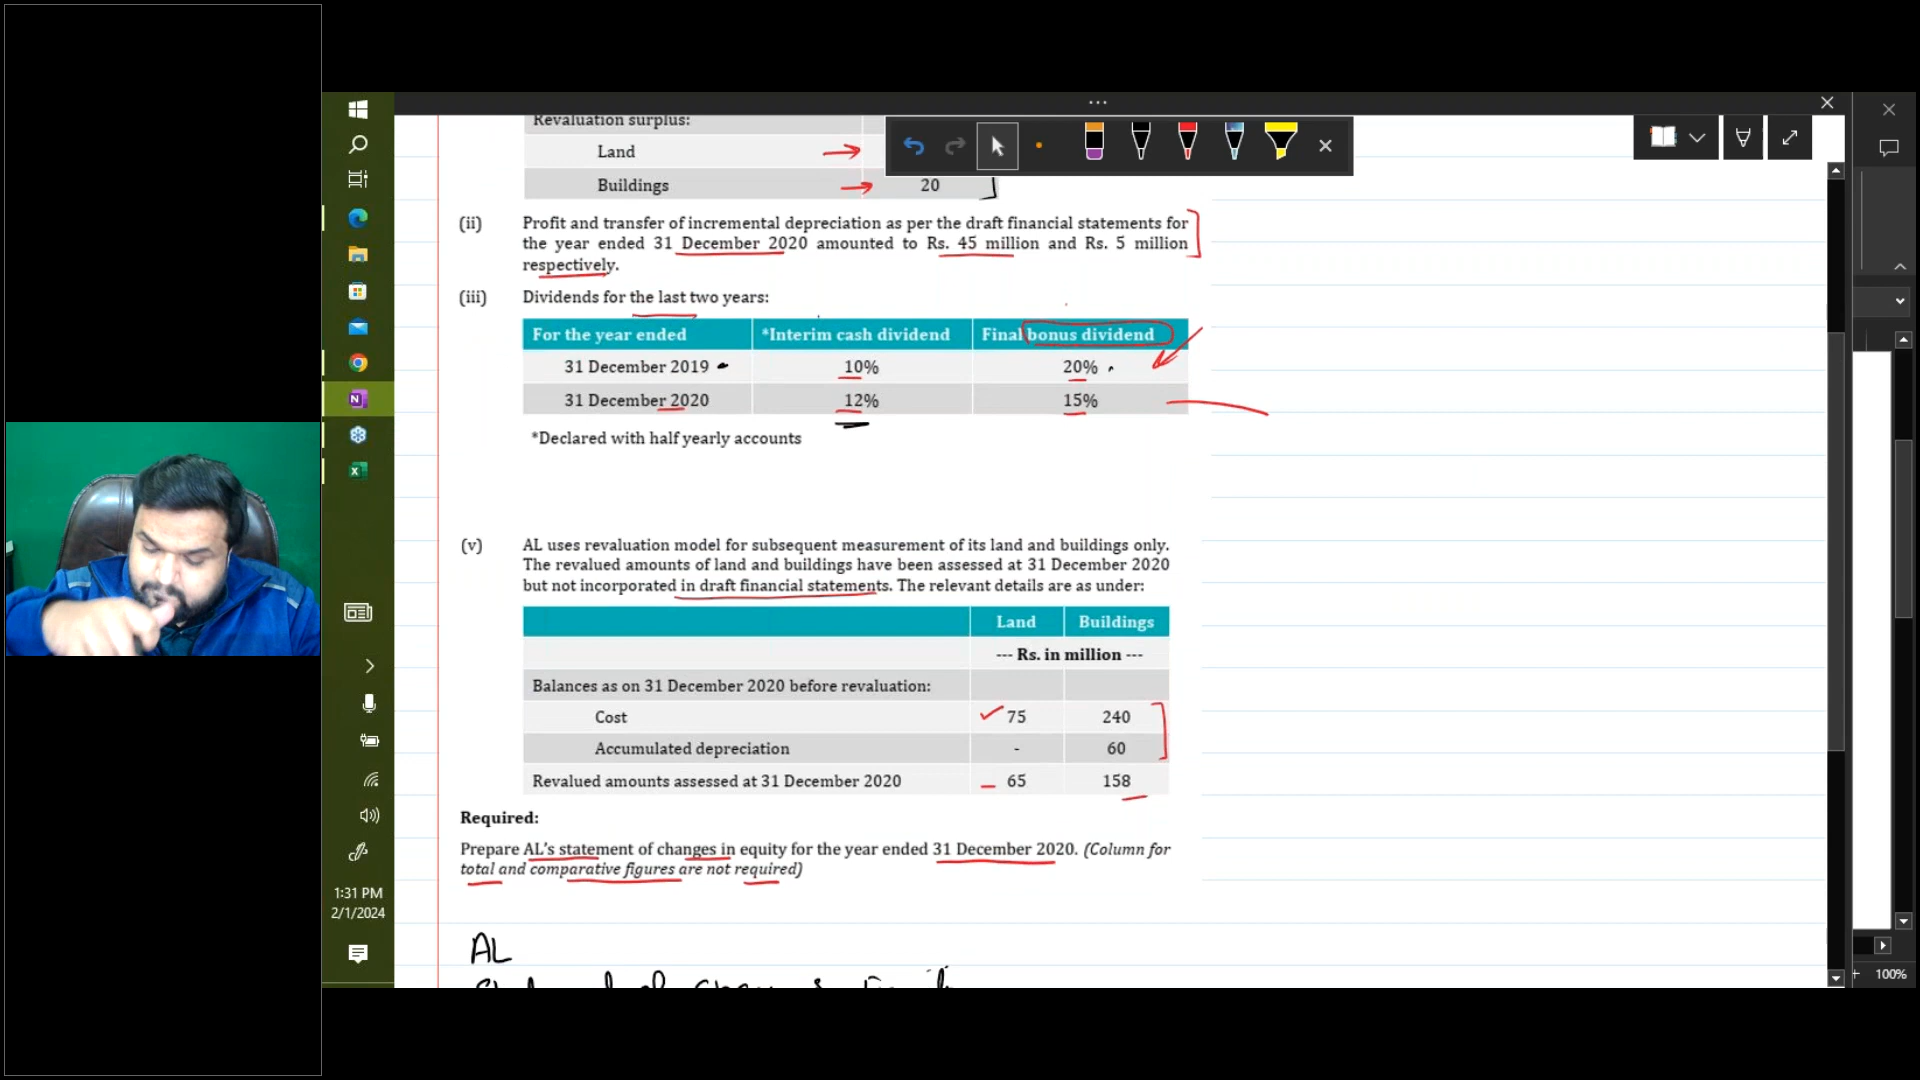 Revaluation surplus:
Land
Buildings 20
(ii) Profit and transfer of incremental depreciation as per the draft financial statements for
the year ended 31 December 2020 amounted to Rs. 45 million and Rs. 5 million
respectively.
(iii) Dividends for the last two years:
For the year ended *Interim cash dividend Final bonus dividend
31 December 2019 10% 20%
31 December 2020 12% 15%
*Declared with half yearly accounts
(v) AL uses revaluation model for subsequent measurement of its land and buildings only.
The revalued amounts of land and buildings have been assessed at 31 December 2020
but not incorporated in draft financial statements. The relevant details are as under:
Land Buildings
--- Rs. in million ---
Balances as on 31 December 2020 before revaluation:
Cost 75 240
Accumulated depreciation - 60
Revalued amounts assessed at 31 December 2020 65 158
Required:
Prepare AL's statement of changes in equity for the year ended 31 December 2020. (Column for
total and comparative figures are not required)
AL
1:31 PM
2/1/2024
100%